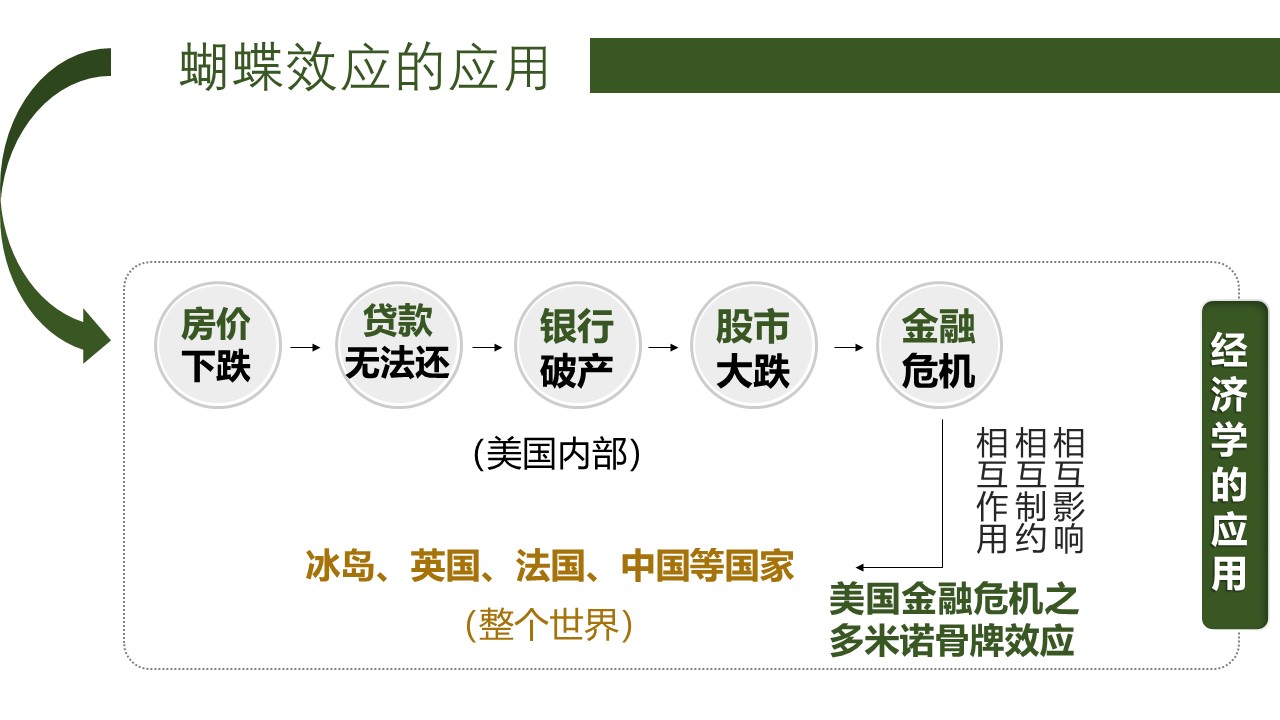 蝴蝶效应的应用
房价
下跌
贷款
无法还
银行
破产
股市
大跌
金融
危机
（美国内部）
相互影响
相互制约
相互作用
冰岛、英国、法国、中国等国家
（整个世界）
美国金融危机之
多米诺骨牌效应
经济学的应用